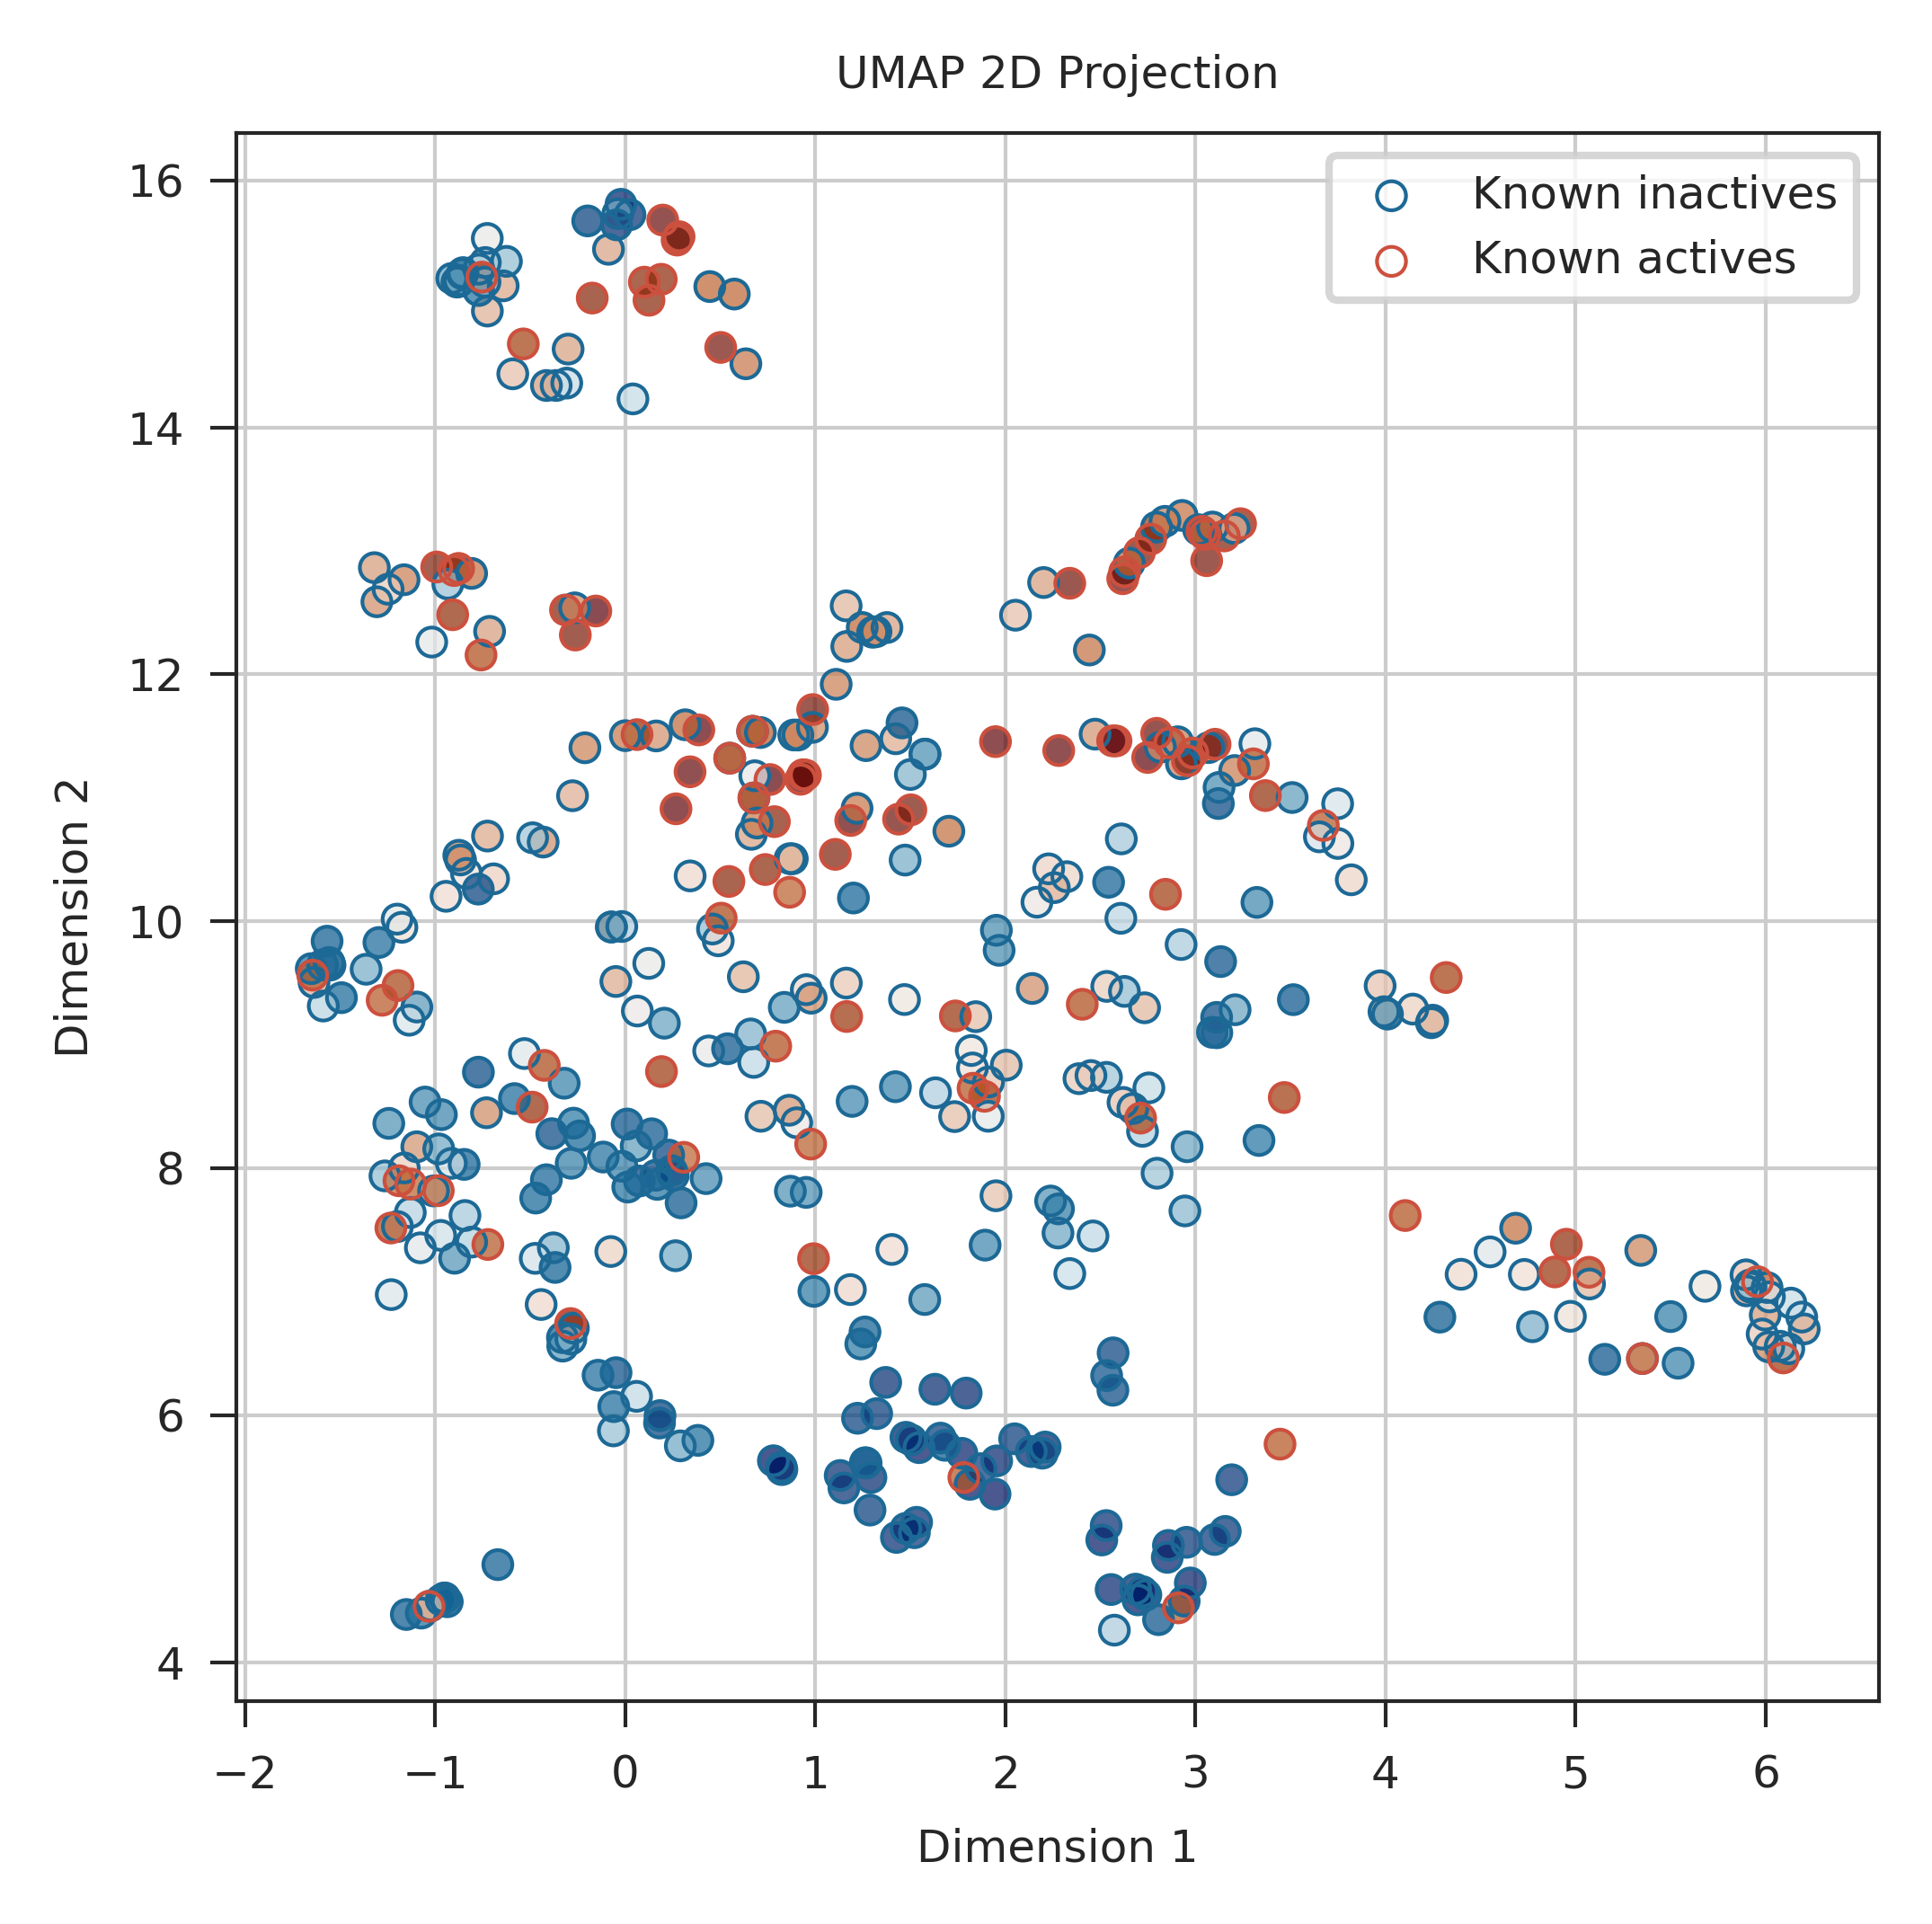 UMAP 2D Projection
Known inactives
Known actives
16
14
12
10
8
6
4
Dimension 2
−2 −1 0 1 2 3 4 5 6
Dimension 1